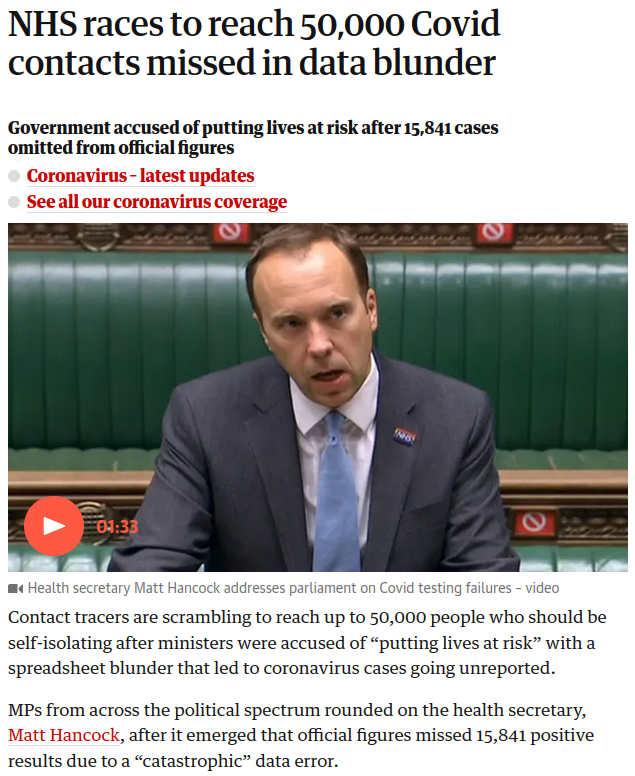 NHS races to reach 50,000 Covid
contacts missed in data blunder
Government accused of putting lives at risk after 15,841 cases
omitted from official figures
Coronavirus – latest updates
See all our coronavirus coverage
NHS
01:33
Health secretary Matt Hancock addresses parliament on Covid testing failures – video
Contact tracers are scrambling to reach up to 50,000 people who should be
self-isolating after ministers were accused of “putting lives at risk” with a
spreadsheet blunder that led to coronavirus cases going unreported.
MPs from across the political spectrum rounded on the health secretary,
Matt Hancock, after it emerged that official figures missed 15,841 positive
results due to a “catastrophic” data error.